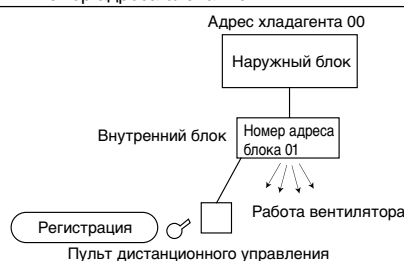 Адрес хладагента 00
Наружный блок
Внутренний блок
Номер адреса
блока 01
Работа вентилятора
Регистрация
Пульт дистанционного управления